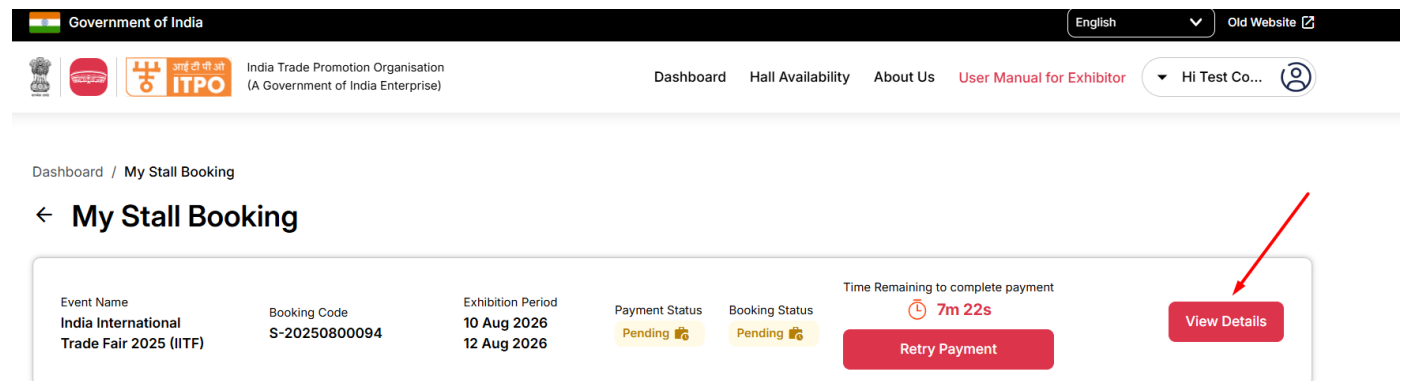 Government of India
English
Old Website
आई टी पी ओ
ITPO
India Trade Promotion Organisation
(A Government of India Enterprise)
Dashboard
Hall Availability
About Us
User Manual for Exhibitor
Hi Test Co...
Dashboard / My Stall Booking
My Stall Booking
Event Name
India International
Trade Fair 2025 (IITF)
Booking Code
S-20250800094
Exhibition Period
10 Aug 2026
12 Aug 2026
Payment Status
Pending
Booking Status
Pending
Time Remaining to complete payment
7m 22s
Retry Payment
View Details